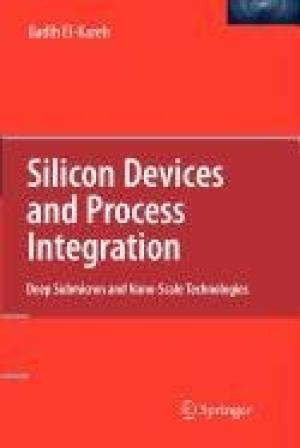 Badih El-Kareh
Silicon Devices
and Process
Integration
Deep Submicron and Nano-Scale Technologies
Springer